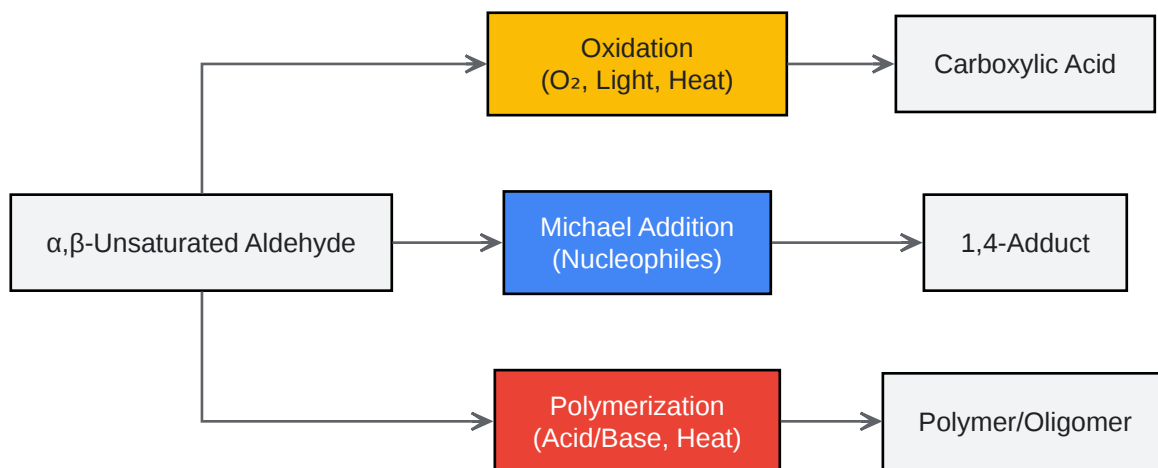 Oxidation
(O₂, Light, Heat)
Carboxylic Acid
α,β-Unsaturated Aldehyde
Michael Addition
(Nucleophiles)
1,4-Adduct
Polymerization
(Acid/Base, Heat)
Polymer/Oligomer